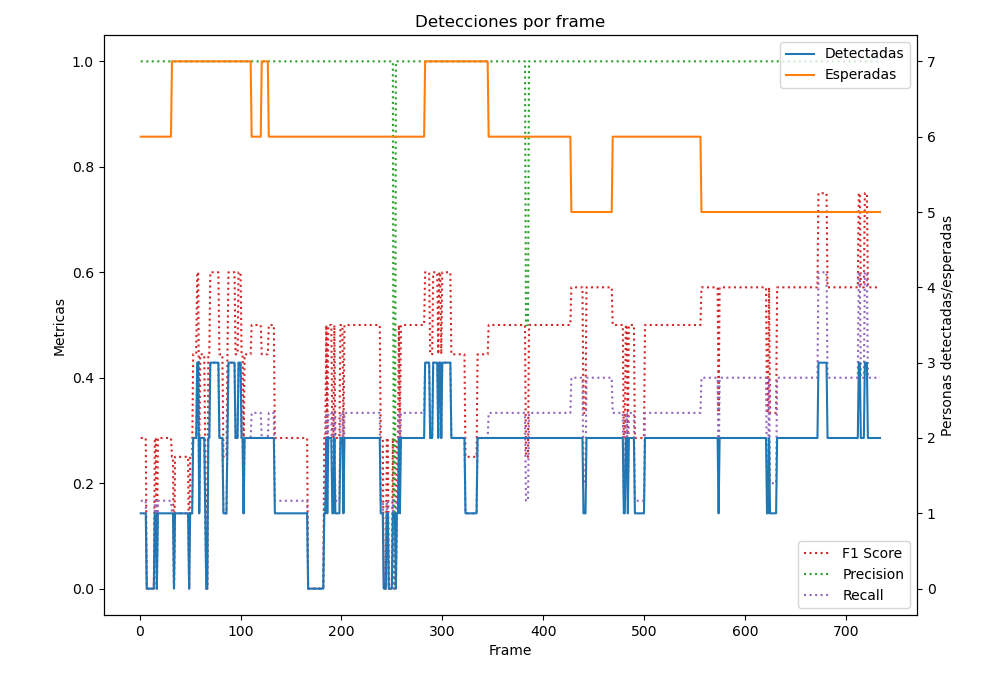 Detecciones por frame
Detectadas
Esperadas
1.0
0.8
0.6
0.4
0.2
0.0
Metricas
7
6
5
4
3
2
1
0
Personas detectadas/esperadas
F1 Score
Precision
Recall
0 100 200 300 400 500 600 700
Frame